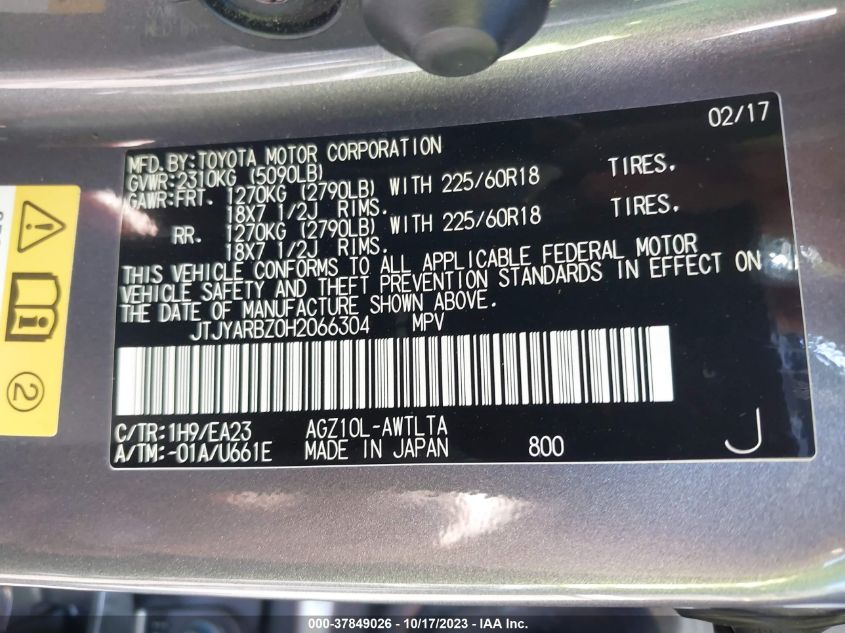 02/17
MFD. BY:TOYOTA MOTOR CORPORATION
GVWR:2310KG (5090LB)
GAWR:FRT. 1270KG (2790LB) WITH 225/60R18 TIRES.
18X7 1/2J RIMS.
RR. 1270KG (2790LB) WITH 225/60R18 TIRES.
18X7 1/2J RIMS.
THIS VEHICLE CONFORMS TO ALL APPLICABLE FEDERAL MOTOR
VEHICLE SAFETY AND THEFT PREVENTION STANDARDS IN EFFECT ON
THE DATE OF MANUFACTURE SHOWN ABOVE.
JTJYARBZ0H2066304 MPV
C/TR:1H9/EA23 AGZ10L-AWTLTA
A/TM:-01A/U661E MADE IN JAPAN 800 J
2
000-37849026 - 10/17/2023 - IAA Inc.